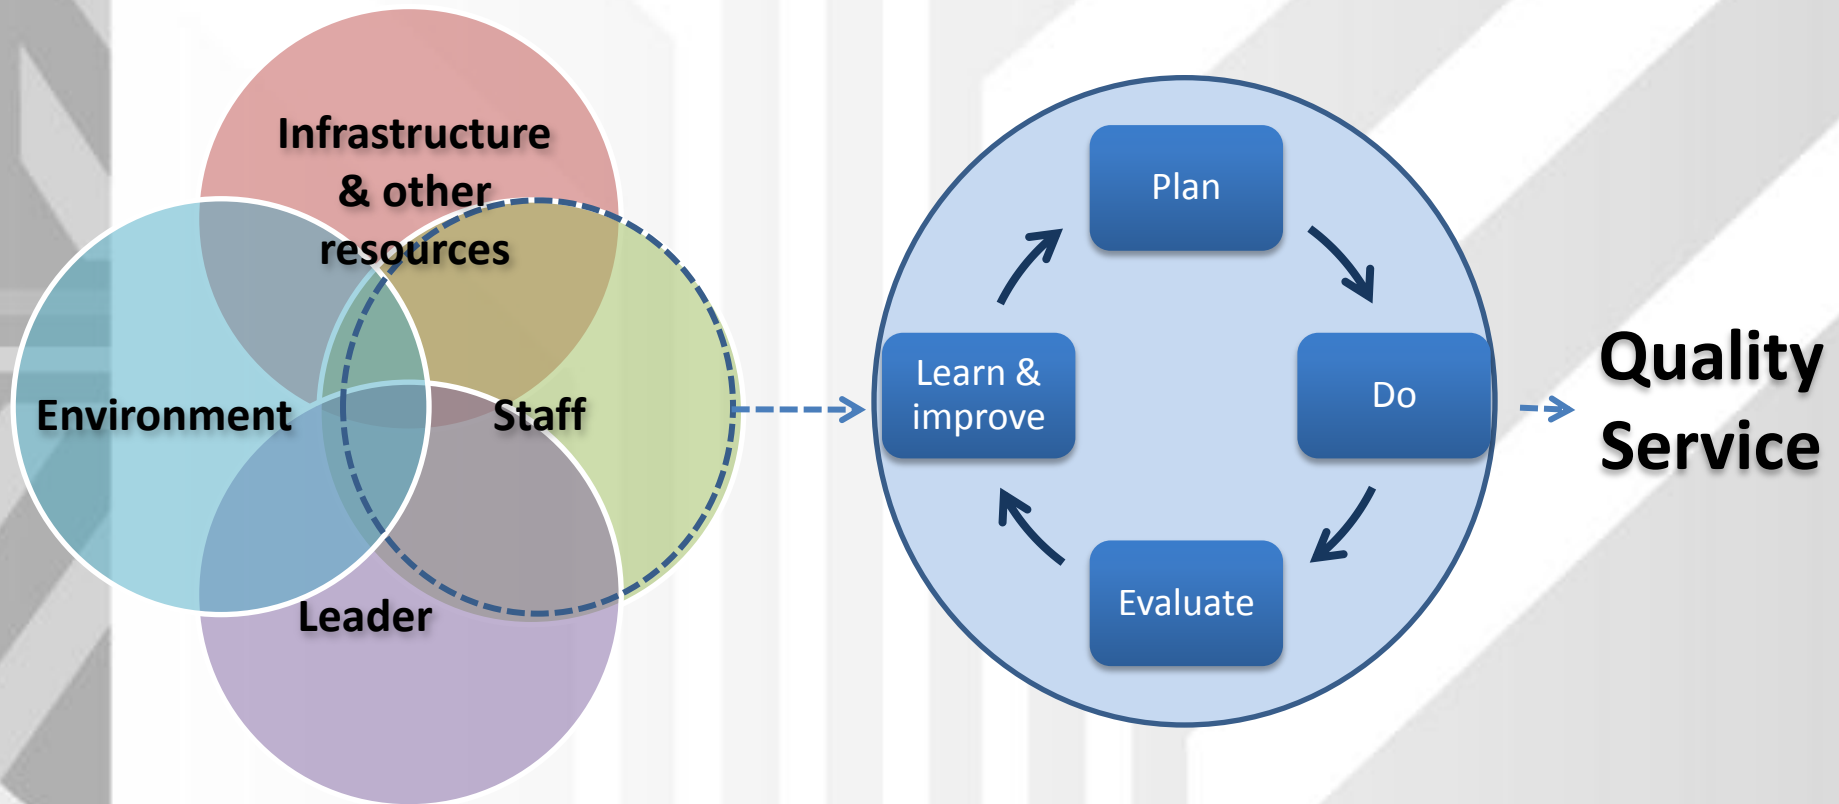 Infrastructure
& other
resources
Environment
Staff
Leader
Plan
Do
Evaluate
Learn &
improve
Quality
Service